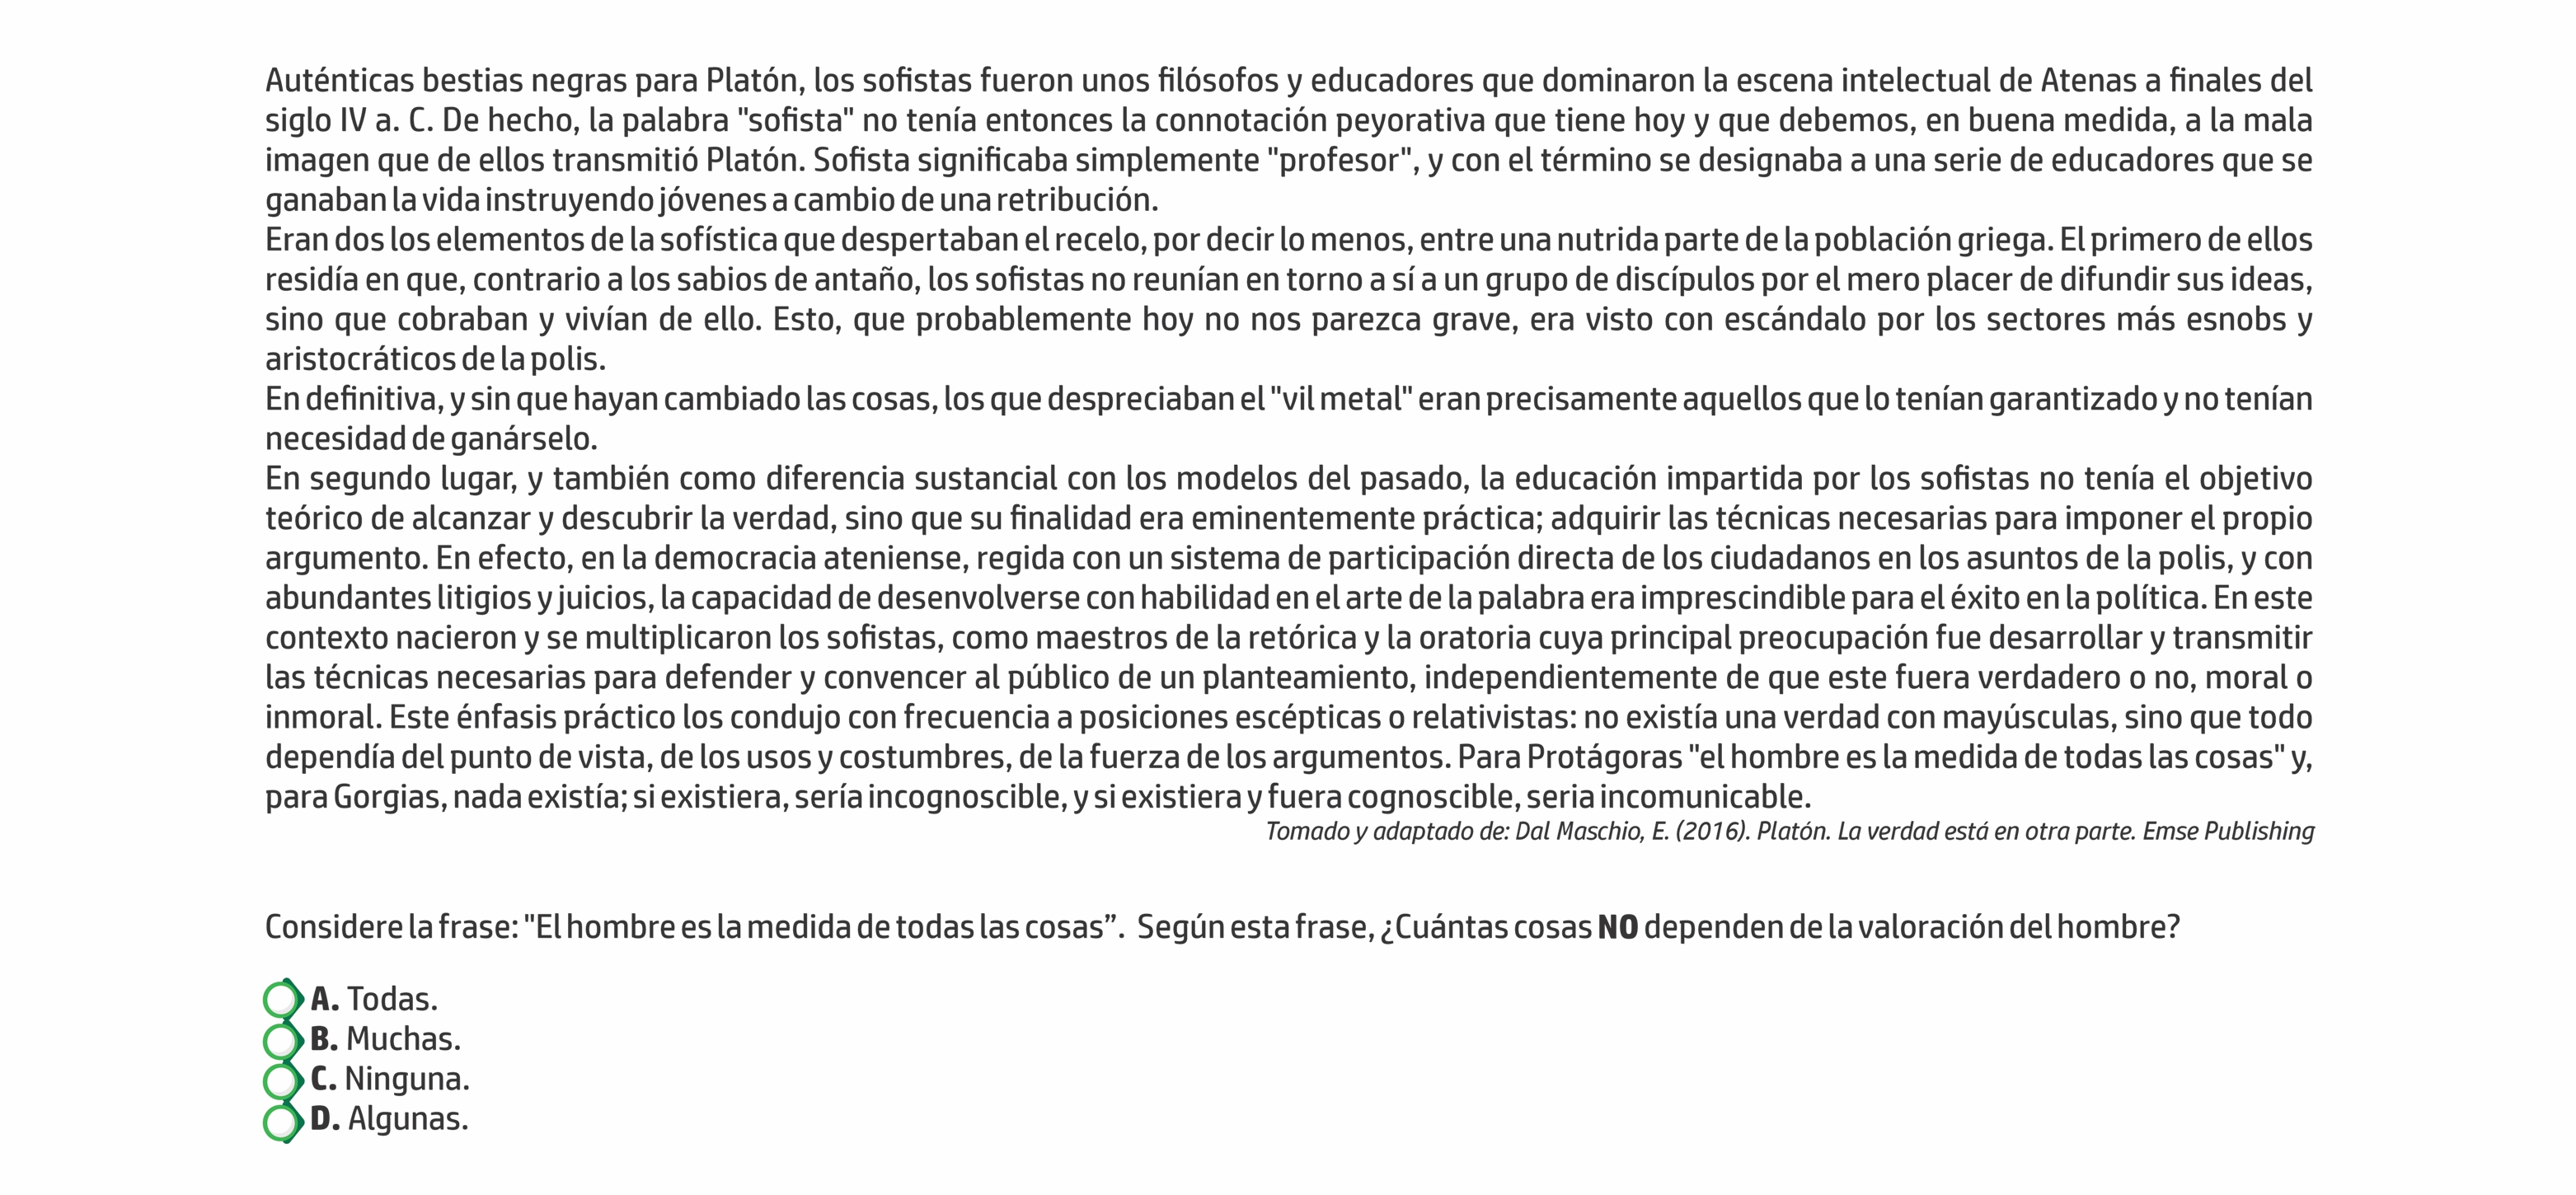 Auténticas bestias negras para Platón, los sofistas fueron unos filósofos y educadores que dominaron la escena intelectual de Atenas a finales del
siglo IV a. C. De hecho, la palabra "sofista" no tenía entonces la connotación peyorativa que tiene hoy y que debemos, en buena medida, a la mala
imagen que de ellos transmitió Platón. Sofista significaba simplemente "profesor", y con el término se designaba a una serie de educadores que se
ganaban la vida instruyendo jóvenes a cambio de una retribución.
Eran dos los elementos de la sofística que despertaban el recelo, por decir lo menos, entre una nutrida parte de la población griega. El primero de ellos
residía en que, contrario a los sabios de antaño, los sofistas no reunían en torno a sí a un grupo de discípulos por el mero placer de difundir sus ideas,
sino que cobraban y vivían de ello. Esto, que probablemente hoy no nos parezca grave, era visto con escándalo por los sectores más esnobs y
aristocráticos de la polis.
En definitiva, y sin que hayan cambiado las cosas, los que despreciaban el "vil metal" eran precisamente aquellos que lo tenían garantizado y no tenían
necesidad de ganárselo.
En segundo lugar, y también como diferencia sustancial con los modelos del pasado, la educación impartida por los sofistas no tenía el objetivo
teórico de alcanzar y descubrir la verdad, sino que su finalidad era eminentemente práctica; adquirir las técnicas necesarias para imponer el propio
argumento. En efecto, en la democracia ateniense, regida con un sistema de participación directa de los ciudadanos en los asuntos de la polis, y con
abundantes litigios y juicios, la capacidad de desenvolverse con habilidad en el arte de la palabra era imprescindible para el éxito en la política. En este
contexto nacieron y se multiplicaron los sofistas, como maestros de la retórica y la oratoria cuya principal preocupación fue desarrollar y transmitir
las técnicas necesarias para defender y convencer al público de un planteamiento, independientemente de que este fuera verdadero o no, moral o
inmoral. Este énfasis práctico los condujo con frecuencia a posiciones escépticas o relativistas: no existía una verdad con mayúsculas, sino que todo
dependía del punto de vista, de los usos y costumbres, de la fuerza de los argumentos. Para Protágoras "el hombre es la medida de todas las cosas" y,
para Gorgias, nada existía; si existiera, sería incognoscible, y si existiera y fuera cognoscible, seria incomunicable.
Tomado y adaptado de: Dal Maschio, E. (2016). Platón. La verdad está en otra parte. Emse Publishing
Considere la frase: "El hombre es la medida de todas las cosas”. Según esta frase, ¿Cuántas cosas NO dependen de la valoración del hombre?
A. Todas.
B. Muchas.
C. Ninguna.
D. Algunas.